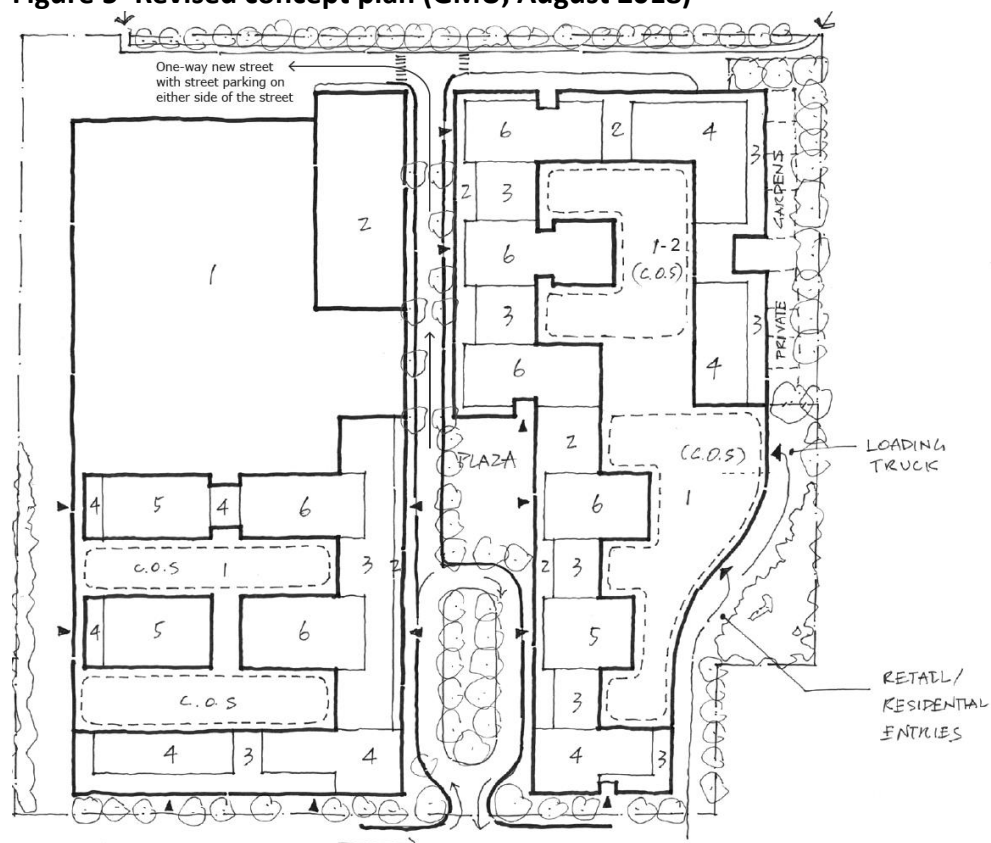 Figure 5- Revised concept plan (GMU, August 2018)
One-way new street
with street parking on
either side of the street
6
2
4
3
GARDENS
2
2
3
1
6
1-2
(C.O.S)
3
3
PRIVATE
6
4
PLAZA
2
(C.O.S)
LOADING
TRUCK
4
5
4
6
6
1
C.O.S
1
3
2
2
3
4
5
6
5
C.O.S
3
RETAIL/
RESIDENTIAL
ENTRIES
4
3
4
4
3